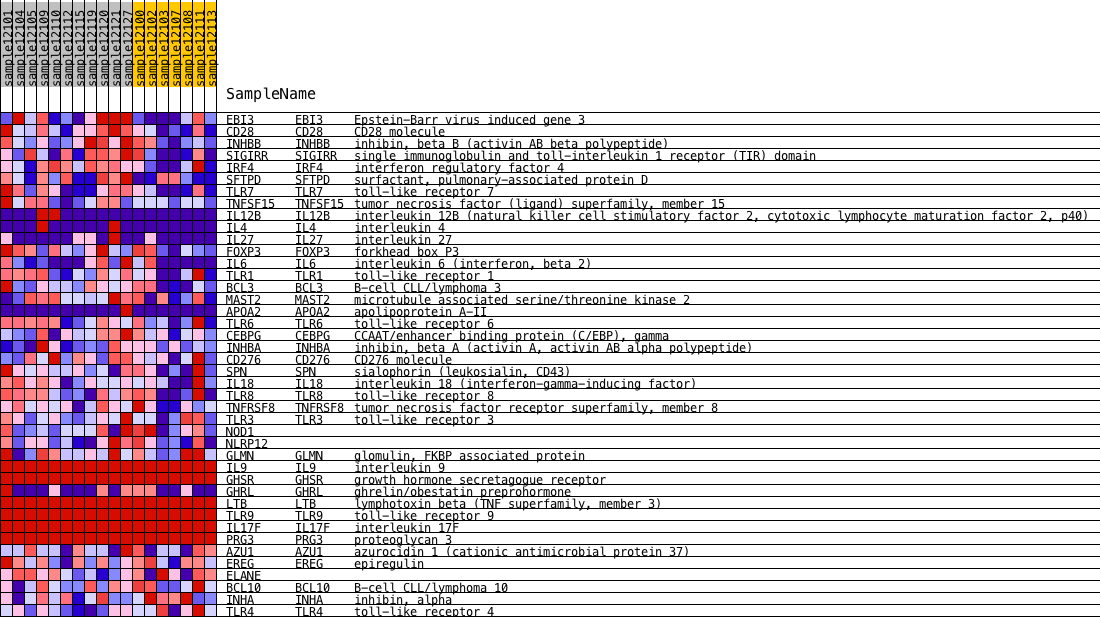 sample12101 sample12104 sample12105 sample12109 sample12110 sample12112 sample12115 sample12119 sample12120 sample12121 sample12127 sample12100 sample12102 sample12103 sample12107 sample12108 sample12111 sample12113
SampleName
EBI3 EBI3 Epstein-Barr virus induced gene 3
CD28 CD28 CD28 molecule
INHBB INHBB inhibin, beta B (activin AB beta polypeptide)
SIGIRR SIGIRR single immunoglobulin and toll-interleukin 1 receptor (TIR) domain
IRF4 IRF4 interferon regulatory factor 4
SFTPD SFTPD surfactant, pulmonary-associated protein D
TLR7 TLR7 toll-like receptor 7
TNFSF15 TNFSF15 tumor necrosis factor (ligand) superfamily, member 15
IL12B IL12B interleukin 12B (natural killer cell stimulatory factor 2, cytotoxic lymphocyte maturation factor 2, p40)
IL4 IL4 interleukin 4
IL27 IL27 interleukin 27
FOXP3 FOXP3 forkhead box P3
IL6 IL6 interleukin 6 (interferon, beta 2)
TLR1 TLR1 toll-like receptor 1
BCL3 BCL3 B-cell CLL/lymphoma 3
MAST2 MAST2 microtubule associated serine/threonine kinase 2
APOA2 APOA2 apolipoprotein A-II
TLR6 TLR6 toll-like receptor 6
CEBPG CEBPG CCAAT/enhancer binding protein (C/EBP), gamma
INHBA INHBA inhibin, beta A (activin A, activin AB alpha polypeptide)
CD276 CD276 CD276 molecule
SPN SPN sialophorin (leukosialin, CD43)
IL18 IL18 interleukin 18 (interferon-gamma-inducing factor)
TLR8 TLR8 toll-like receptor 8
TNFRSF8 TNFRSF8 tumor necrosis factor receptor superfamily, member 8
TLR3 TLR3 toll-like receptor 3
NOD1
NLRP12
GLMN GLMN glomulin, FKBP associated protein
IL9 IL9 interleukin 9
GHSR GHSR growth hormone secretagogue receptor
GHRL GHRL ghrelin/obestatin preprohormone
LTB LTB lymphotoxin beta (TNF superfamily, member 3)
TLR9 TLR9 toll-like receptor 9
IL17F IL17F interleukin 17F
PRG3 PRG3 proteoglycan 3
AZU1 AZU1 azurocidin 1 (cationic antimicrobial protein 37)
EREG EREG epiregulin
ELANE
BCL10 BCL10 B-cell CLL/lymphoma 10
INHA INHA inhibin, alpha
TLR4 TLR4 toll-like receptor 4